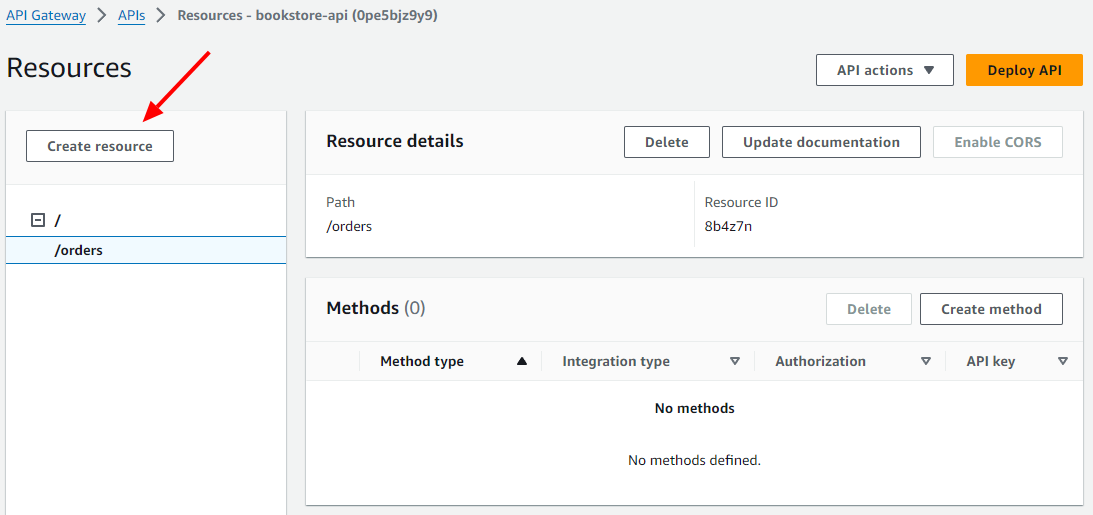 API Gateway > APIs > Resources - bookstore-api (0pe5bjz9y9)
Resources
API actions
Deploy API
Create resource
/
/orders
Resource details
Delete
Update documentation
Enable CORS
Path
/orders
Resource ID
8b4z7n
Methods (0)
Delete
Create method
Method type
Integration type
Authorization
API key
No methods
No methods defined.